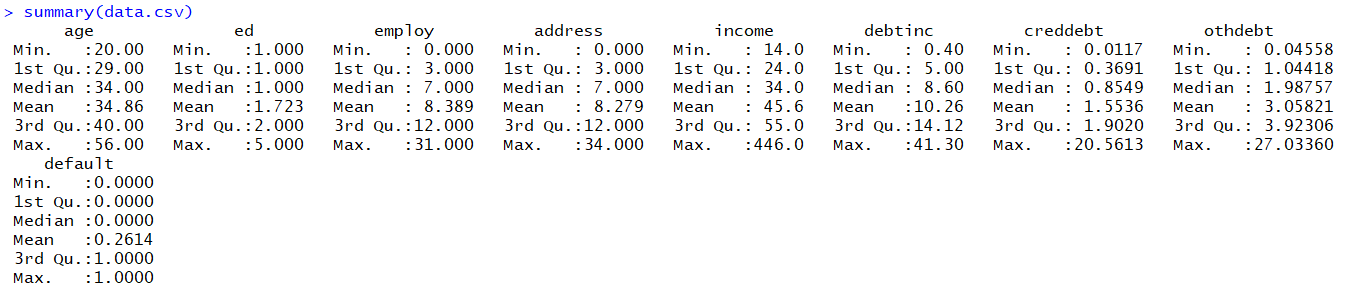 > summary(data.csv)
age ed employ address income debtinc creddebt othdebt
Min. :20.00 Min. :1.000 Min. : 0.000 Min. : 0.000 Min. : 14.0 Min. : 0.40 Min. : 0.0117 Min. : 0.04558
1st Qu.:29.00 1st Qu.:1.000 1st Qu.: 3.000 1st Qu.: 3.000 1st Qu.: 24.0 1st Qu.: 5.00 1st Qu.: 0.3691 1st Qu.: 1.04418
Median :34.00 Median :1.000 Median : 7.000 Median : 7.000 Median : 34.0 Median : 8.60 Median : 0.8549 Median : 1.98757
Mean :34.86 Mean :1.723 Mean : 8.389 Mean : 8.279 Mean : 45.6 Mean :10.26 Mean : 1.5536 Mean : 3.05821
3rd Qu.:40.00 3rd Qu.:2.000 3rd Qu.:12.000 3rd Qu.:12.000 3rd Qu.: 55.0 3rd Qu.:14.12 3rd Qu.: 1.9020 3rd Qu.: 3.92306
Max. :56.00 Max. :5.000 Max. :31.000 Max. :34.000 Max. :446.0 Max. :41.30 Max. :20.5613 Max. :27.03360
default
Min. :0.0000
1st Qu.:0.0000
Median :0.0000
Mean :0.2614
3rd Qu.:1.0000
Max. :1.0000